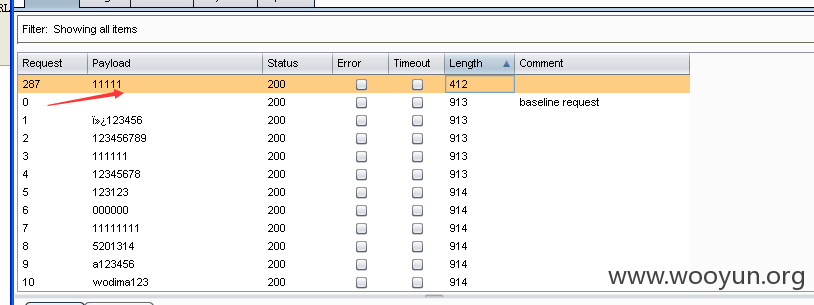 RL
Filter: Showing all items
Request Payload Status Error Timeout Length Comment
287 11111 200 412
0 200 913 baseline request
1 ï»¿123456 200 913
2 123456789 200 913
3 111111 200 913
4 12345678 200 913
5 123123 200 914
6 000000 200 914
7 11111111 200 914
8 5201314 200 914
9 a123456 200 914
10 wodima123 200 914
www.wooyun.org